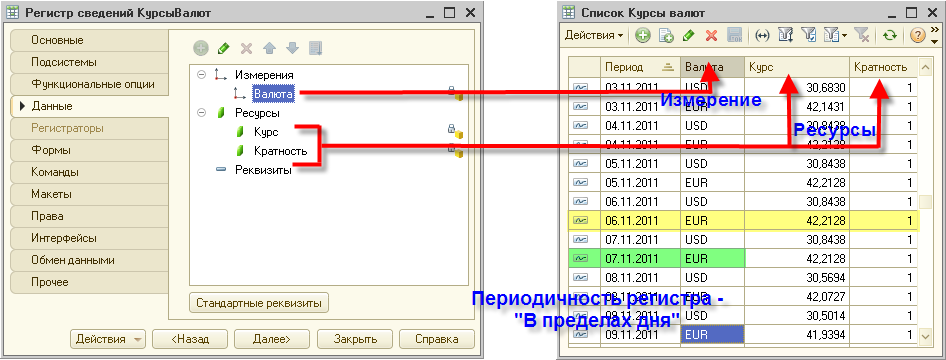 Регистр сведений КурсыВалют
Основные
Подсистемы
Функциональные опции
Данные
Регистраторы
Формы
Команды
Макеты
Права
Интерфейсы
Обмен данными
Прочее
Измерения
Валюта
Ресурсы
Курс
Кратность
Реквизиты
Стандартные реквизиты
Действия
<Назад
Далее>
Закрыть
Справка
Список Курсы валют
Действия
Период Валюта Курс Кратность
03.11.2011 USD 30,6830 1
03.11.2011 EUR 42,1431 1
04.11.2011 USD 30,8438 1
04.11.2011 EUR 42,2128 1
05.11.2011 USD 30,8438 1
05.11.2011 EUR 42,2128 1
06.11.2011 USD 30,8438 1
06.11.2011 EUR 42,2128 1
07.11.2011 USD 30,8438 1
07.11.2011 EUR 42,2128 1
08.11.2011 USD 30,5694 1
08.11.2011 EUR 42,0727 1
09.11.2011 USD 30,5014 1
09.11.2011 EUR 41,9394 1
Измерение
Ресурсы
Периодичность регистра -
"В пределах дня"